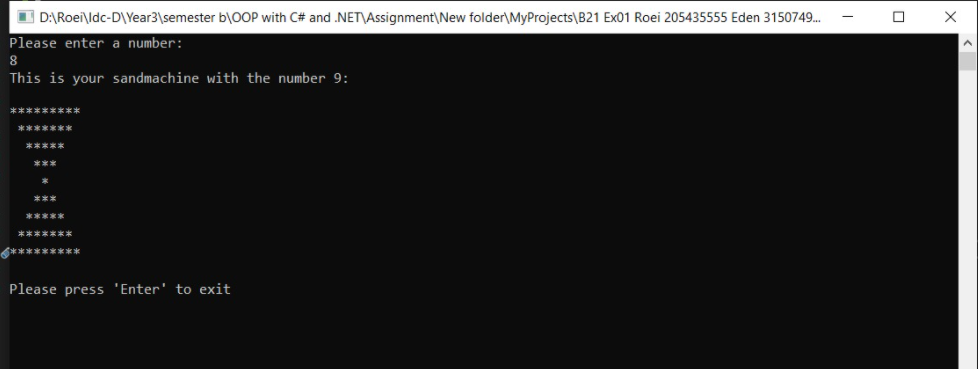 D:\Roei\Idc-D\Year3\semester b\OOP with C# and .NET\Assignment\New folder\MyProjects\B21 Ex01 Roei 205435555 Eden 3150749...
Please enter a number:
8
This is your sandmachine with the number 9:
*********
 *******
  *****
   ***
    *
   ***
  *****
 *******
*********
Please press 'Enter' to exit